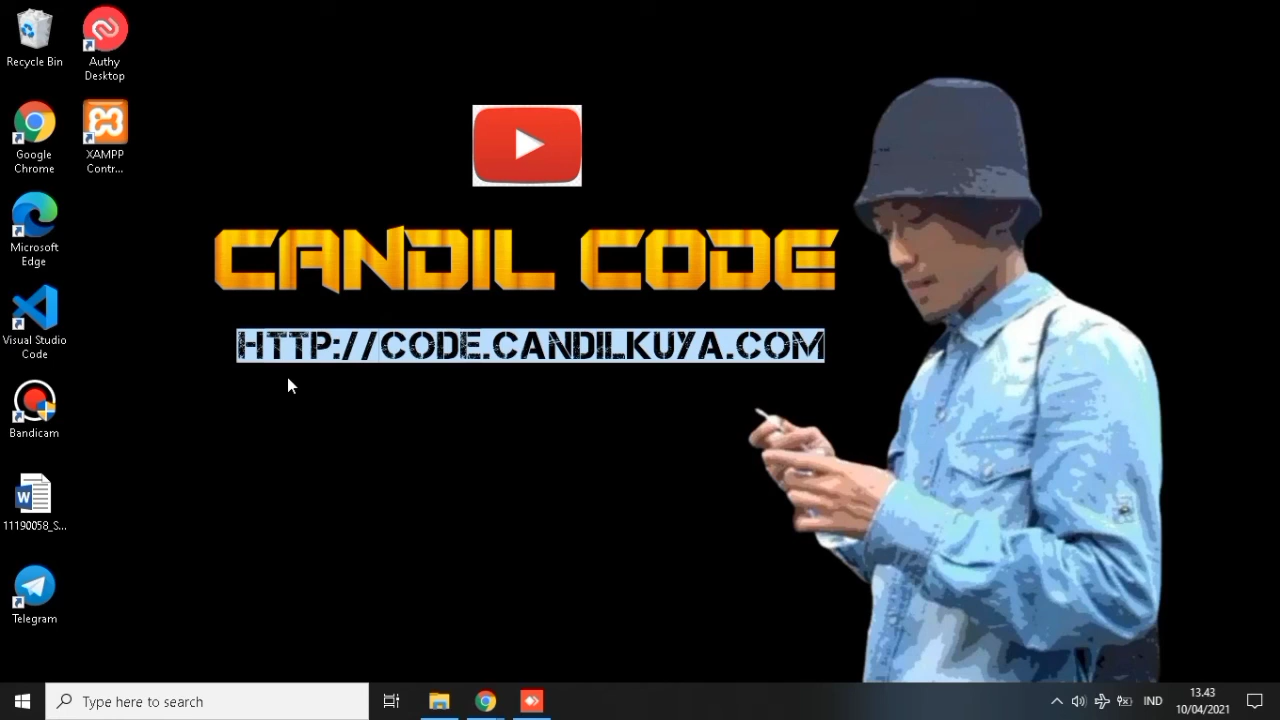 Recycle Bin
Authy
Desktop
Google
Chrome
XAMPP
Contr...
Microsoft
Edge
Visual Studio
Code
Bandicam
11190058_S...
Telegram
CANDIL CODE
HTTP://CODE.CANDILKUYA.COM
Type here to search
IND
13.43
10/04/2021